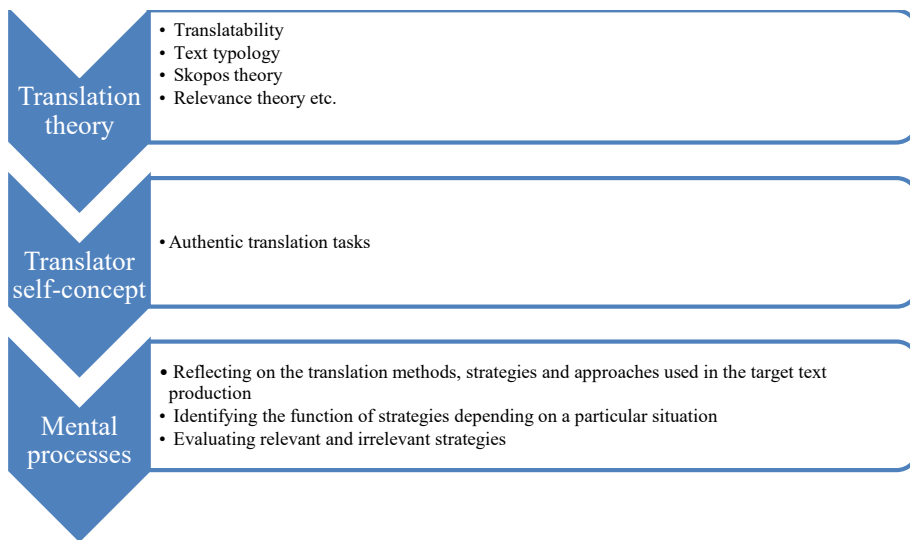 Translation
theory
• Translatability
• Text typology
• Skopos theory
• Relevance theory etc.
Translator
self-concept
• Authentic translation tasks
Mental
processes
• Reflecting on the translation methods, strategies and approaches used in the target text
production
• Identifying the function of strategies depending on a particular situation
• Evaluating relevant and irrelevant strategies